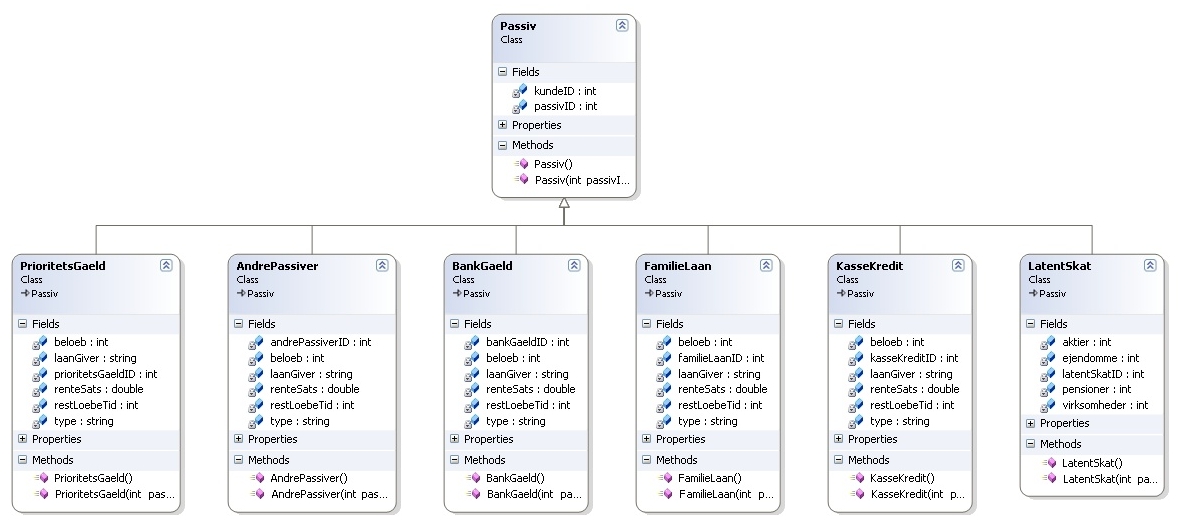 Passiv
Class
Fields
kundeID : int
passivID : int
Properties
Methods
Passiv()
Passiv(int passivI...
PrioritetsGaeld
Class
Passiv
Fields
beloeb : int
laanGiver : string
prioritetsGaeldID : int
renteSats : double
restLoebeTid : int
type : string
Properties
Methods
PrioritetsGaeld()
PrioritetsGaeld(int pas...
AndrePassiver
Class
Passiv
Fields
andrePassiverID : int
beloeb : int
laanGiver : string
renteSats : double
restLoebeTid : int
type : string
Properties
Methods
AndrePassiver()
AndrePassiver(int pas...
BankGaeld
Class
Passiv
Fields
bankGaeldID : int
beloeb : int
laanGiver : string
renteSats : double
restLoebeTid : int
type : string
Properties
Methods
BankGaeld()
BankGaeld(int pa...
FamilieLaan
Class
Passiv
Fields
beloeb : int
familieLaanID : int
laanGiver : string
renteSats : double
restLoebeTid : int
type : string
Properties
Methods
FamilieLaan()
FamilieLaan(int p...
KasseKredit
Class
Passiv
Fields
beloeb : int
kasseKreditID : int
laanGiver : string
renteSats : double
restLoebeTid : int
type : string
Properties
Methods
KasseKredit()
KasseKredit(int p...
LatentSkat
Class
Passiv
Fields
aktier : int
ejendomme : int
latentSkatID : int
pensioner : int
virksomheder : int
Properties
Methods
LatentSkat()
LatentSkat(int pa...